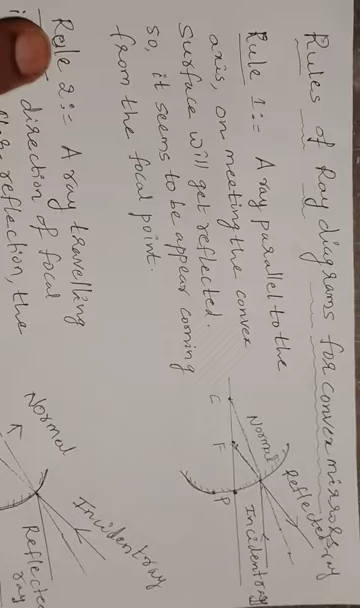 Rules of Ray diagrams for convex mirrors:
Rule 1:= A ray parallel to the
axis, on meeting the convex
surface will get reflected.
so, it seems to be appear coming
from the focal point.
C
F
P
Normal
Reflected ray
Incident ray
Rule 2:= A ray travelling
direction of focal
reflection, the
Normal
Incident ray
Reflected
ray